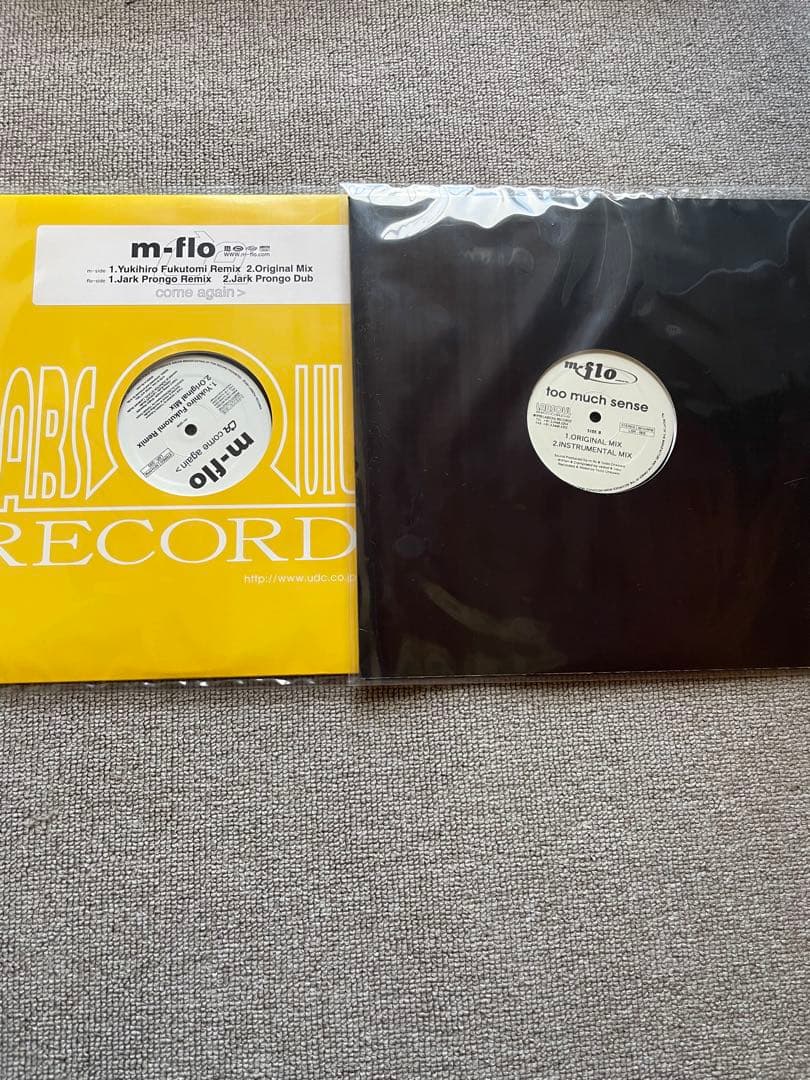 m-flo
www.m-flo.com
m-side 1.Yukihiro Fukutomi Remix 2.Original Mix
flo-side 1.Jark Prongo Remix 2.Jark Prongo Dub
come again >
ABS
RECORD
http://www.udc.co.jp
m-flo
come again >
1.Yukihiro Fukutomi Remix
2.Original Mix
m-flo
too much sense
LABSOUL
SIDE B
1.ORIGINAL MIX
2.INSTRUMENTAL MIX